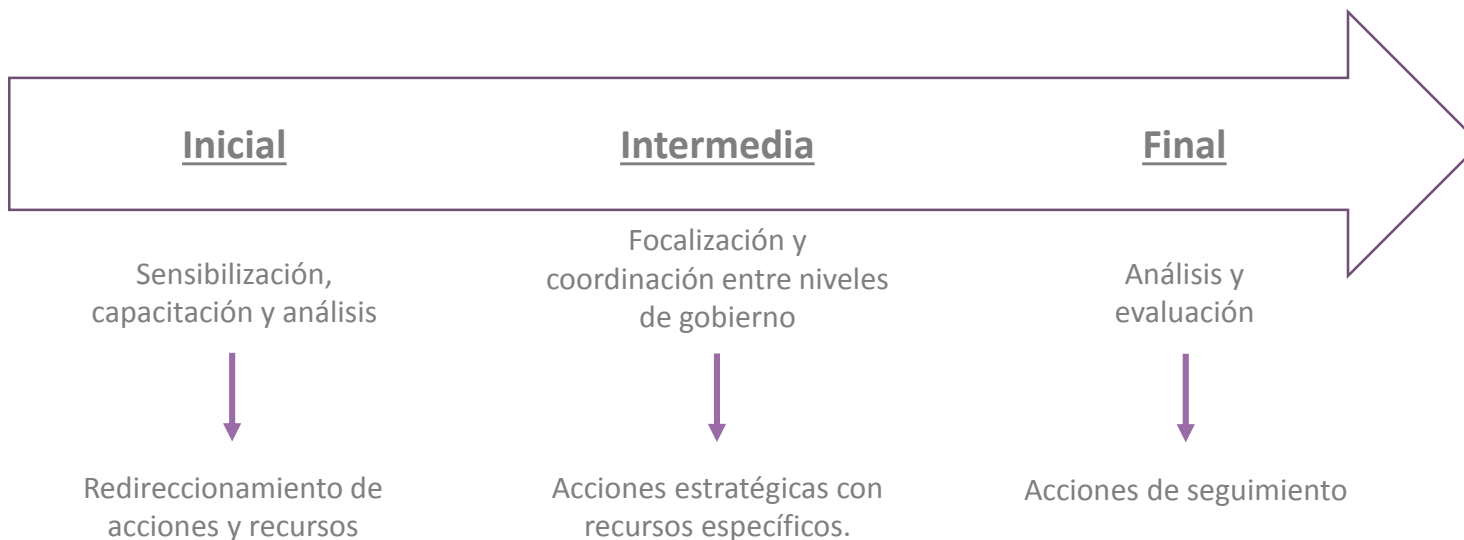 Inicial
Intermedia
Final
Sensibilización,
capacitación y análisis
Focalización y
coordinación entre niveles
de gobierno
Análisis y
evaluación
Redireccionamiento de
acciones y recursos
Acciones estratégicas con
recursos específicos.
Acciones de seguimiento